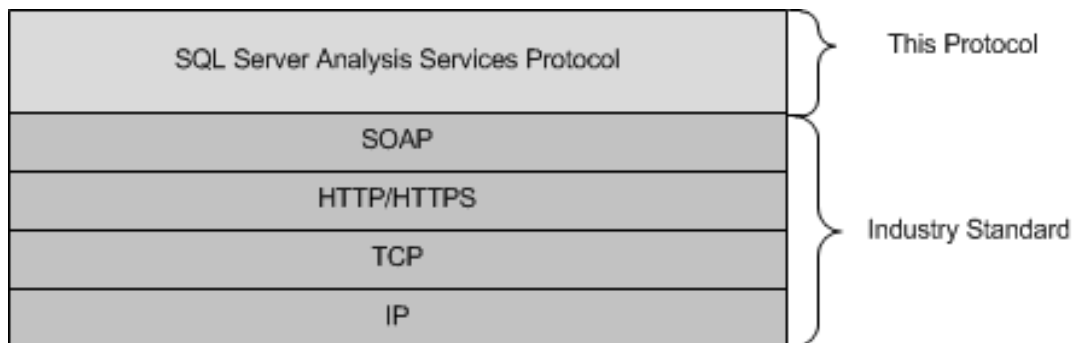 SQL Server Analysis Services Protocol
This Protocol
SOAP
HTTP/HTTPS
TCP
IP
Industry Standard